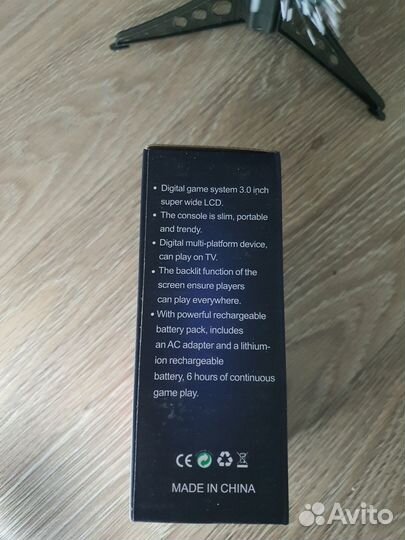 • Digital game system 3.0 inch
super wide LCD.
• The console is slim, portable
and trendy.
• Digital multi-platform device,
can play on TV.
• The backlit function of the
screen ensure players
can play everywhere.
• With powerful rechargeable
battery pack, includes
an AC adapter and a lithium-
ion rechargeable
battery, 6 hours of continuous
game play.
CE
MADE IN CHINA
Avito